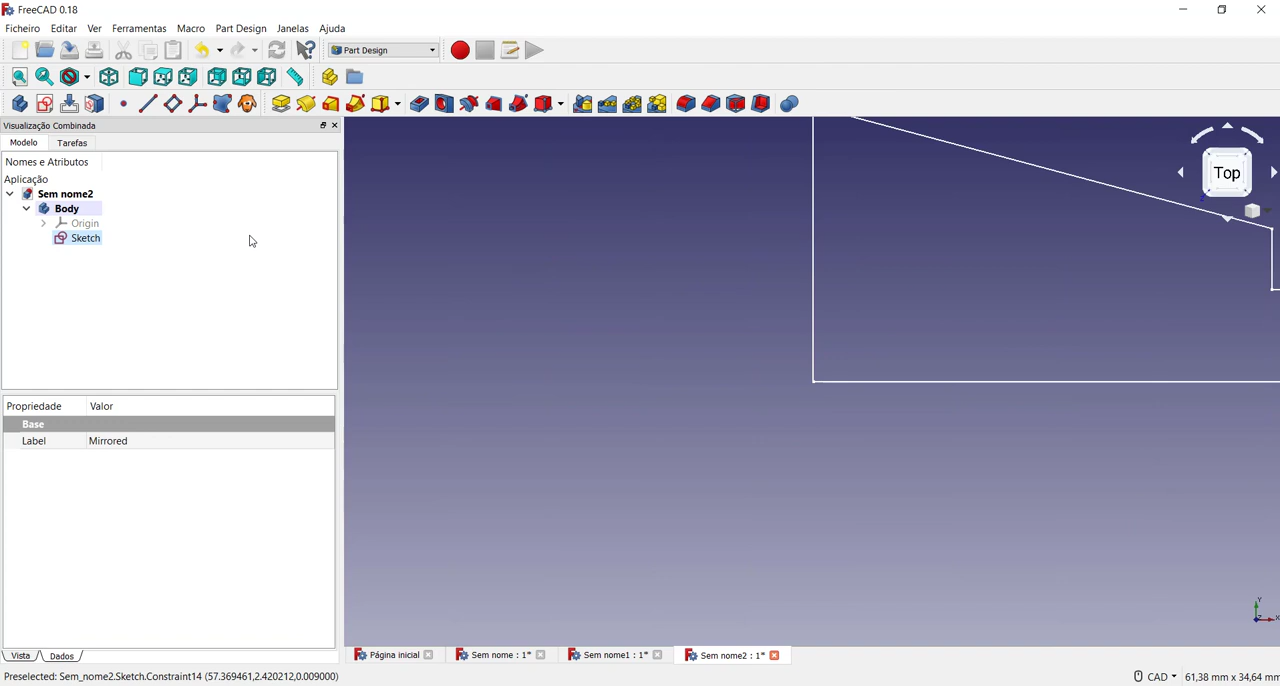 FreeCAD 0.18
Ficheiro Editar Ver Ferramentas Macro Part Design Janelas Ajuda
Part Design
Visualização Combinada
Modelo Tarefas
Nomes e Atributos
Aplicação
Sem nome2
Body
Origin
Sketch
Top
Z
Propriedade Valor
Base
Label Mirrored
Y
Z X
Vista Dados
Página inicial Sem nome : 1* Sem nome1 : 1* Sem nome2 : 1*
Preselected: Sem_nome2.Sketch.Constraint14 (57.369461,2.420212,0.009000)
CAD 61,38 mm x 34,64 mm